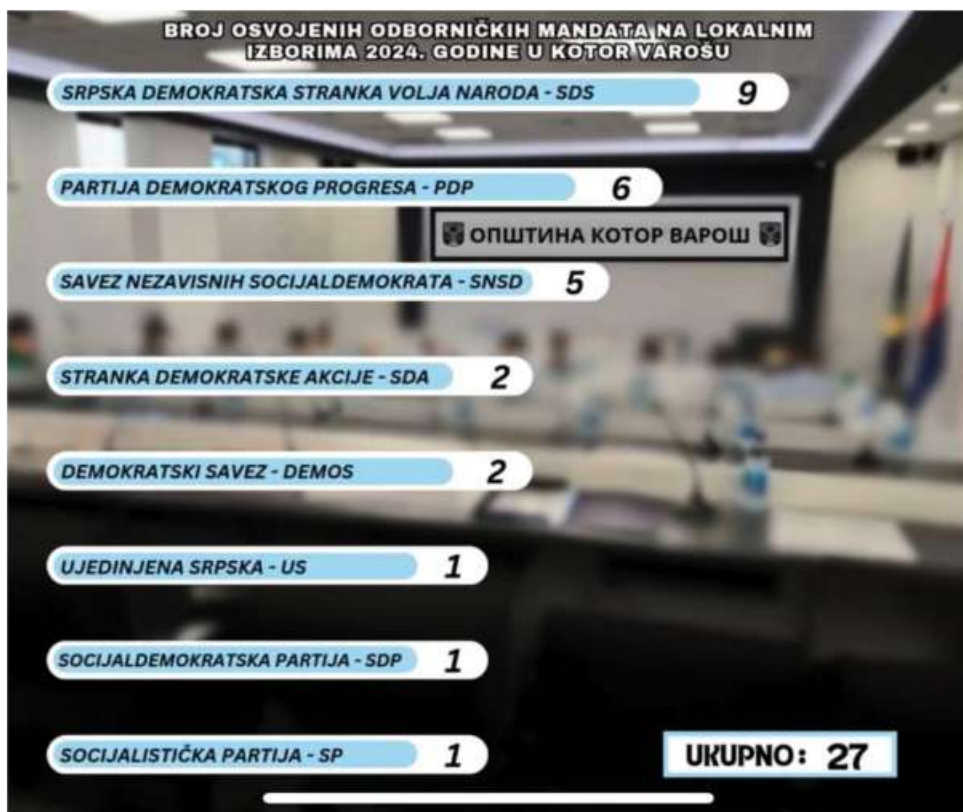 BROJ OSVOJENIH ODBORNIČKIH MANDATA NA LOKALNIM
IZBORIMA 2024. GODINE U KOTOR VAROŠU
SRPSKA DEMOKRATSKA STRANKA VOLJA NARODA - SDS 9
PARTIJA DEMOKRATSKOG PROGRESA - PDP 6
ОПШТИНА КОТОР ВАРОШ
SAVEZ NEZAVISNIH SOCIJALDEMOKRATA - SNSD 5
STRANKA DEMOKRATSKE AKCIJE - SDA 2
DEMOKRATSKI SAVEZ - DEMOS 2
UJEDINJENA SRPSKA - US 1
SOCIJALDEMOKRATSKA PARTIJA - SDP 1
SOCIJALISTIČKA PARTIJA - SP 1
UKUPNO: 27